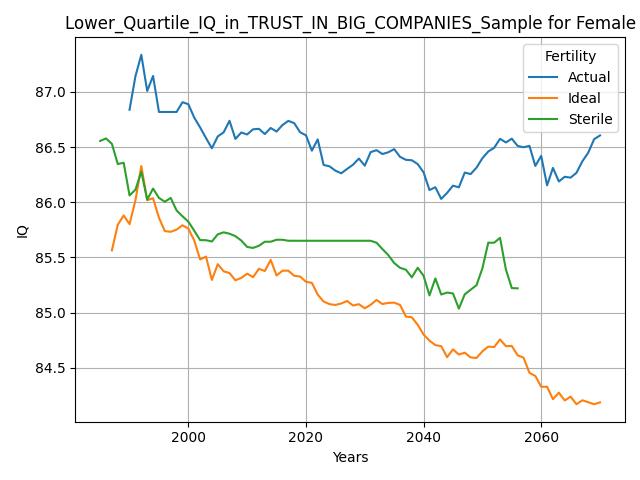 Lower_Quartile_IQ_in_TRUST_IN_BIG_COMPANIES_Sample for Female
Fertility
Actual
Ideal
Sterile
87.0
86.5
86.0
85.5
85.0
84.5
IQ
2000
2020
2040
2060
Years